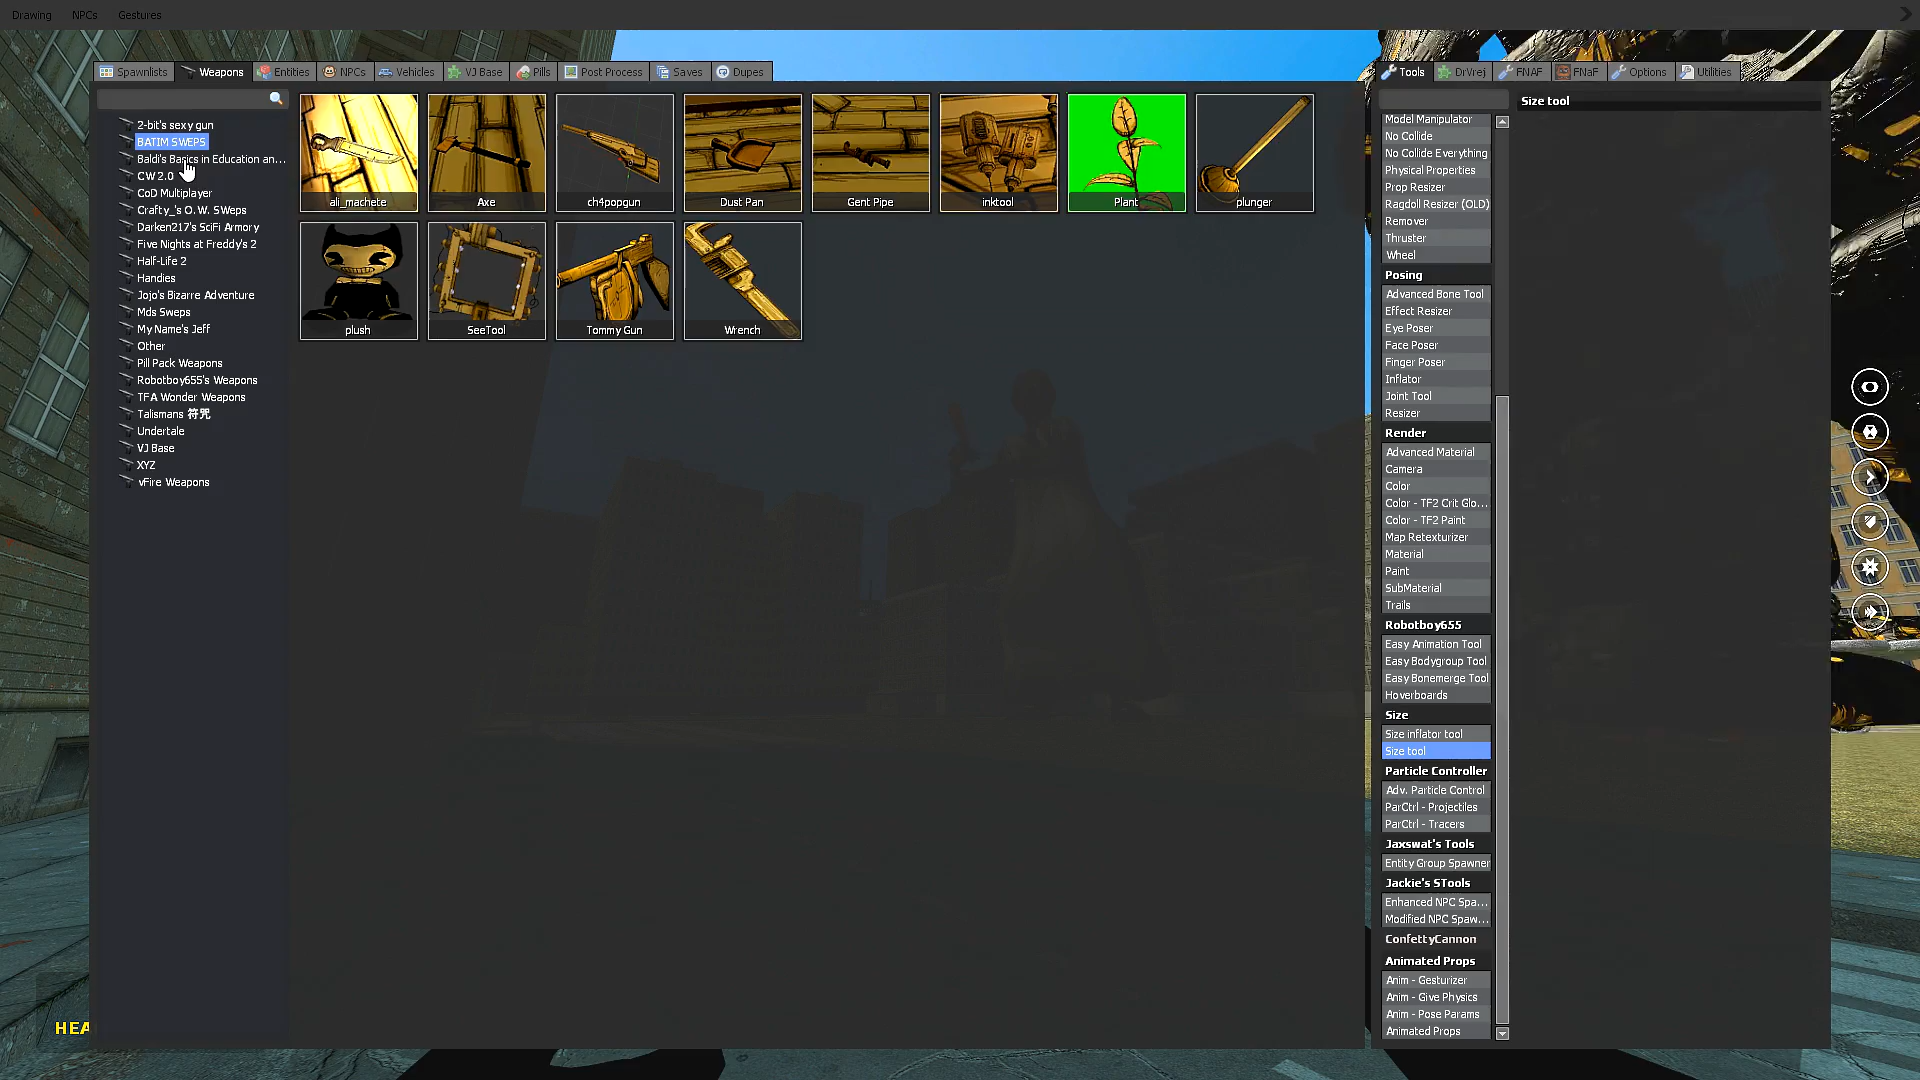 Drawing NPCs Gestures
Spawnlists Weapons Entities NPCs Vehicles VJ Base Pills Post Process Saves Dupes
Tools DrVrej FNAF FNaF Options Utilities
2-bit's sexy gun
BATIM SWEPS
Baldi's Basics in Education an...
CW 2.0
CoD Multiplayer
Crafty_'s O. W. SWeps
Darken217's SciFi Armory
Five Nights at Freddy's 2
Half-Life 2
Handies
Jojo's Bizarre Adventure
Mds Sweps
My Name's Jeff
Other
Pill Pack Weapons
Robotboy655's Weapons
TFA Wonder Weapons
Talismans 符咒
Undertale
VJ Base
XYZ
vFire Weapons
ali_machete Axe ch4popgun Dust Pan Gent Pipe inktool Plant plunger
plush SeeTool Tommy Gun Wrench
Model Manipulator
No Collide
No Collide Everything
Physical Properties
Prop Resizer
Ragdoll Resizer (OLD)
Remover
Thruster
Wheel
Posing
Advanced Bone Tool
Effect Resizer
Eye Poser
Face Poser
Finger Poser
Inflator
Joint Tool
Resizer
Render
Advanced Material
Camera
Color
Color - TF2 Crit Glo...
Color - TF2 Paint
Map Retexturizer
Material
Paint
SubMaterial
Trails
Robotboy655
Easy Animation Tool
Easy Bodygroup Tool
Easy Bonemerge Tool
Hoverboards
Size
Size inflator tool
Size tool
Particle Controller
Adv. Particle Control
ParCtrl - Projectiles
ParCtrl - Tracers
Jaxswat's Tools
Entity Group Spawner
Jackie's STools
Enhanced NPC Spa...
Modified NPC Spaw...
ConfettyCannon
Animated Props
Anim - Gesturizer
Anim - Give Physics
Anim - Pose Params
Animated Props
Size tool
HEA